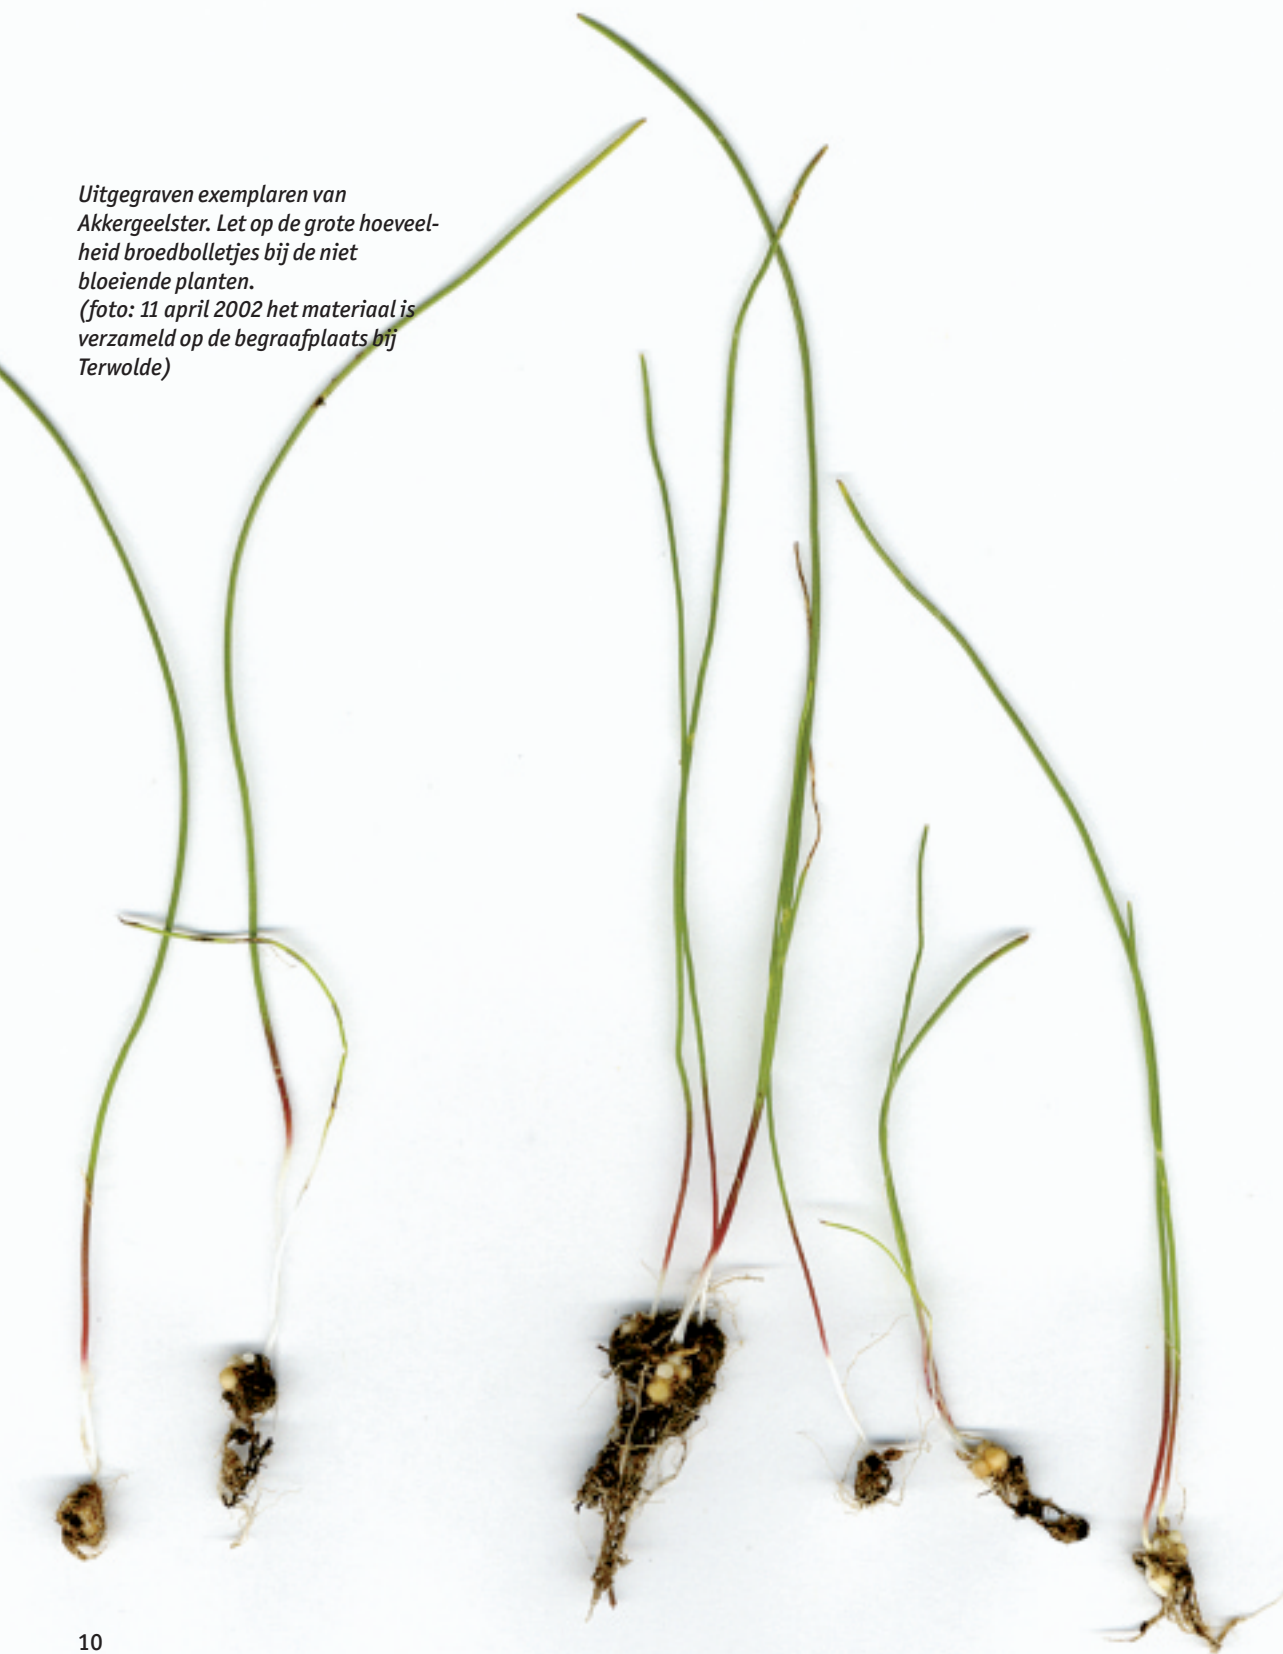 Uitgegraven exemplaren van
Akkergeelster. Let op de grote hoeveel-
heid broedbolletjes bij de niet
bloeiende planten.
(foto: 11 april 2002 het materiaal is
verzameld op de begraafplaats bij
Terwolde)
10